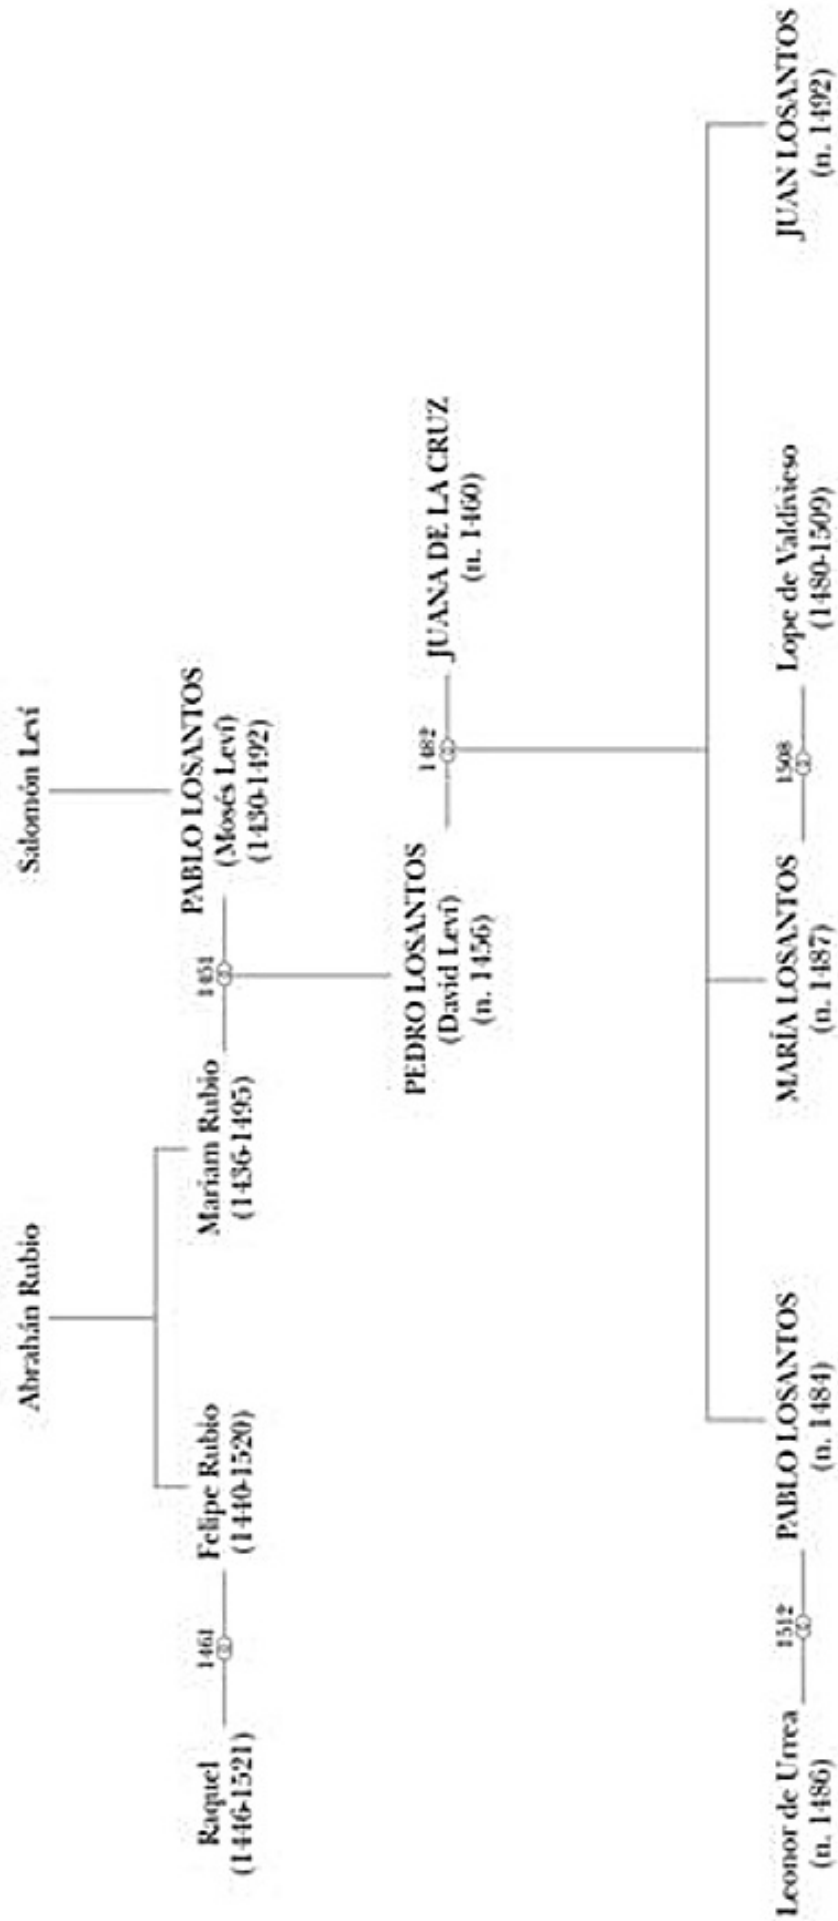 Abrahán Rubio
Salomón Leví
Raquel
(1446-1521)
1461
Felipe Rubio
(1440-1520)
Mariam Rubio
(1436-1495)
1451
PABLO LOSANTOS
(Mosés Leví)
(1430-1492)
PEDRO LOSANTOS
(David Leví)
(n. 1456)
1482
JUANA DE LA CRUZ
(n. 1460)
Leonor de Urrea
(n. 1486)
1512
PABLO LOSANTOS
(n. 1484)
MARÍA LOSANTOS
(n. 1487)
1508
Lope de Valdivieso
(1480-1509)
JUAN LOSANTOS
(n. 1492)